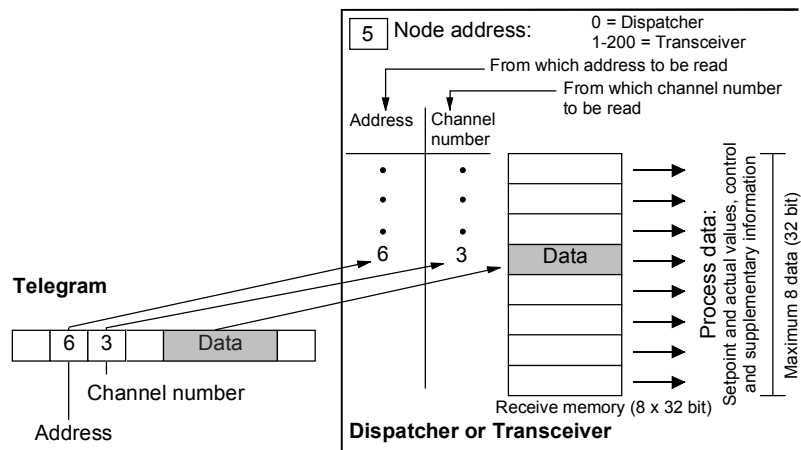 5 Node address:
0 = Dispatcher
1-200 = Transceiver
From which address to be read
From which channel number
to be read
Address
Channel
number
6 3 Data
Telegram
6 3 Data
Channel number
Address
Receive memory (8 x 32 bit)
Dispatcher or Transceiver
Process data:
Setpoint and actual values, control
and supplementary information
Maximum 8 data (32 bit)